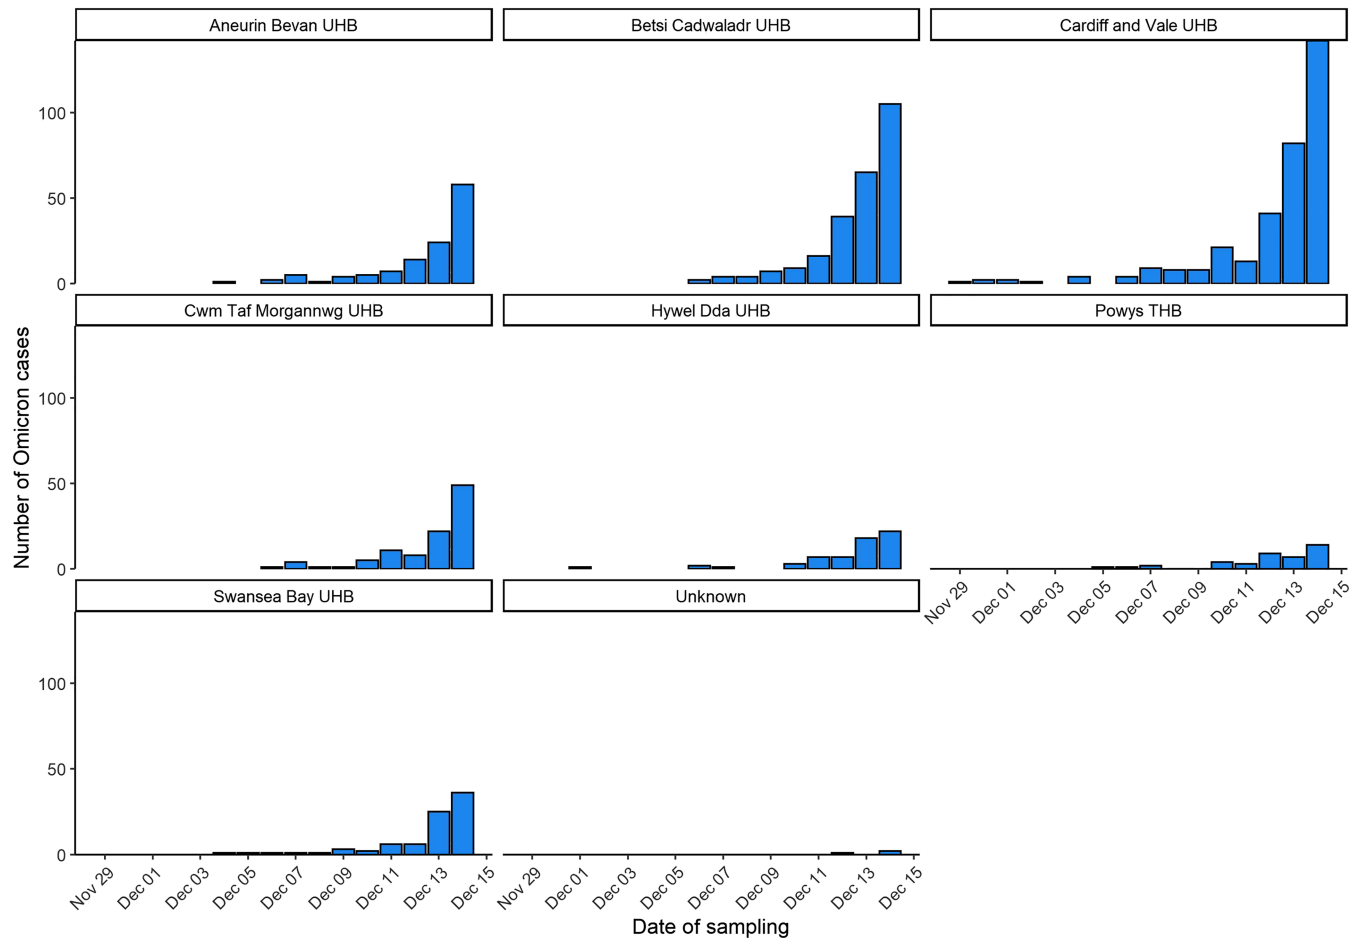 Aneurin Bevan UHB
Betsi Cadwaladr UHB
Cardiff and Vale UHB
100
50
0
Cwm Taf Morgannwg UHB
Hywel Dda UHB
Powys THB
Number of Omicron cases
100
50
0
Nov 29
Dec 01
Dec 03
Dec 05
Dec 07
Dec 09
Dec 11
Dec 13
Dec 15
Swansea Bay UHB
Unknown
100
50
0
Nov 29
Dec 01
Dec 03
Dec 05
Dec 07
Dec 09
Dec 11
Dec 13
Dec 15
Nov 29
Dec 01
Dec 03
Dec 05
Dec 07
Dec 09
Dec 11
Dec 13
Dec 15
Date of sampling